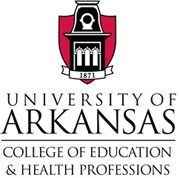 1871
UNIVERSITY OF
ARKANSAS
COLLEGE OF EDUCATION
& HEALTH PROFESSIONS